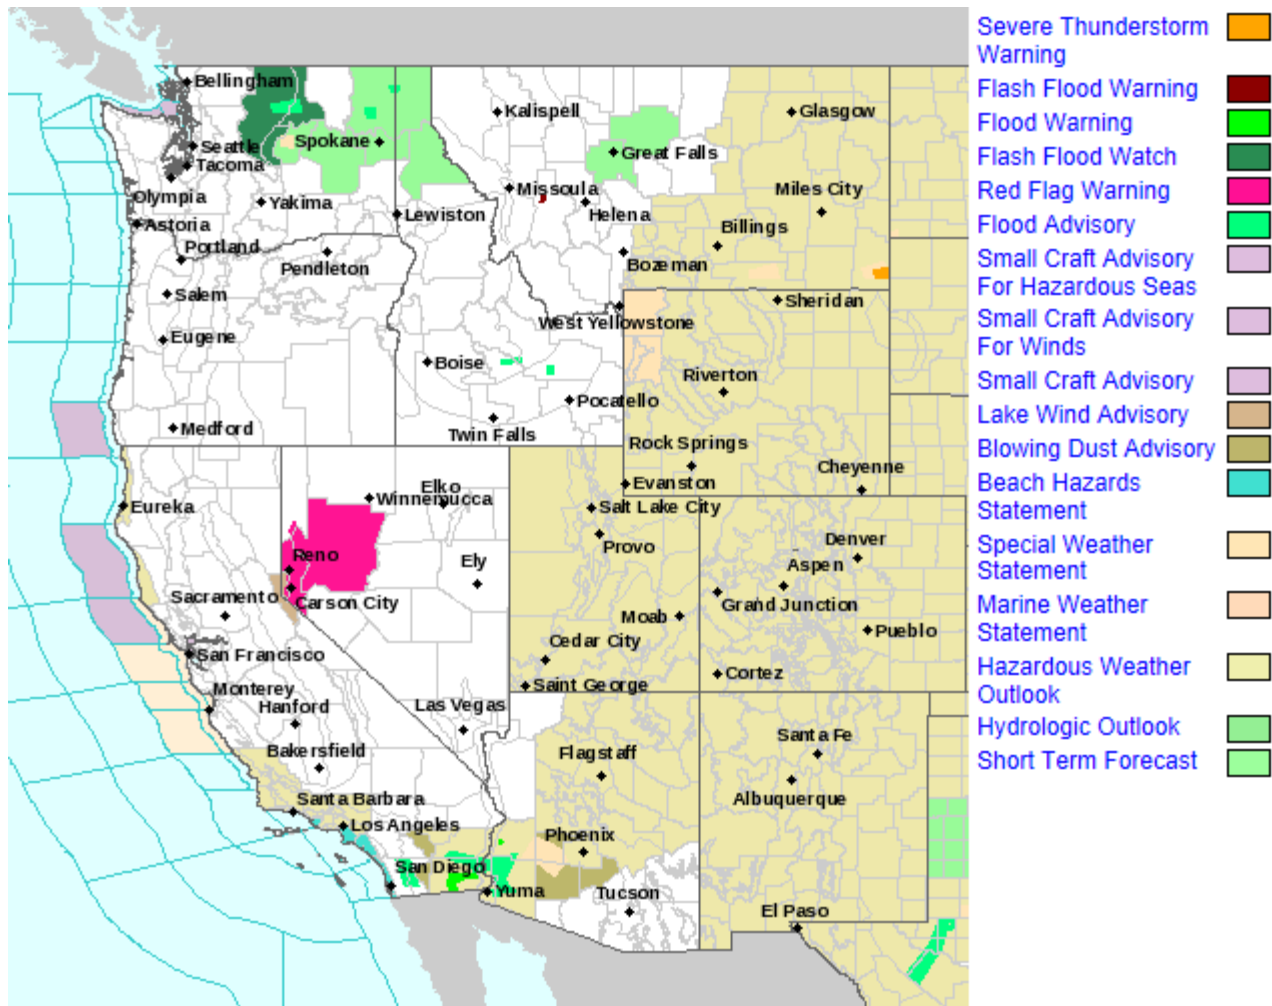 Severe Thunderstorm
Warning
Flash Flood Warning
Flood Warning
Flash Flood Watch
Red Flag Warning
Flood Advisory
Small Craft Advisory
For Hazardous Seas
Small Craft Advisory
For Winds
Small Craft Advisory
Lake Wind Advisory
Blowing Dust Advisory
Beach Hazards
Statement
Special Weather
Statement
Marine Weather
Statement
Hazardous Weather
Outlook
Hydrologic Outlook
Short Term Forecast
Bellingham
Seattle
Tacoma
Olympia
Spokane
Yakima
Astoria
Portland
Pendleton
Lewiston
Salem
Eugene
Medford
Kalispell
Great Falls
Missoula
Helena
Glasgow
Miles City
Billings
Bozeman
West Yellowstone
Sheridan
Boise
Pocatello
Twin Falls
Riverton
Rock Springs
Cheyenne
Evanston
Eureka
Elko
Winnemucca
Reno
Ely
Carson City
Sacramento
San Francisco
Monterey
Hanford
Bakersfield
Las Vegas
Salt Lake City
Provo
Moab
Cedar City
Saint George
Denver
Aspen
Grand Junction
Pueblo
Cortez
Santa Barbara
Los Angeles
San Diego
Yuma
Flagstaff
Phoenix
Tucson
Santa Fe
Albuquerque
El Paso